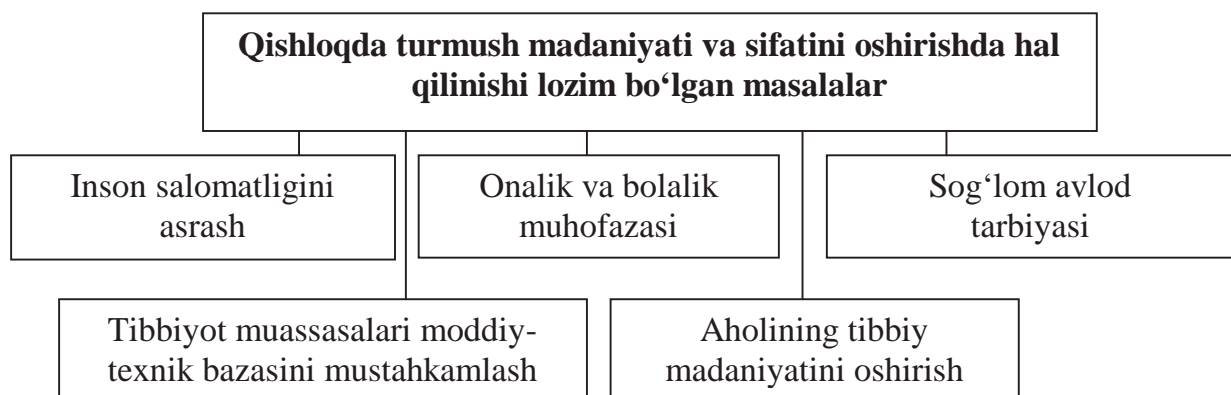 Qishloqda turmush madaniyati va sifatini oshirishda hal
qilinishi lozim bo‘lgan masalalar
Inson salomatligini
asrash
Onalik va bolalik
muhofazasi
Sog‘lom avlod
tarbiyasi
Tibbiyot muassasalari moddiy-
texnik bazasini mustahkamlash
Aholining tibbiy
madaniyatini oshirish